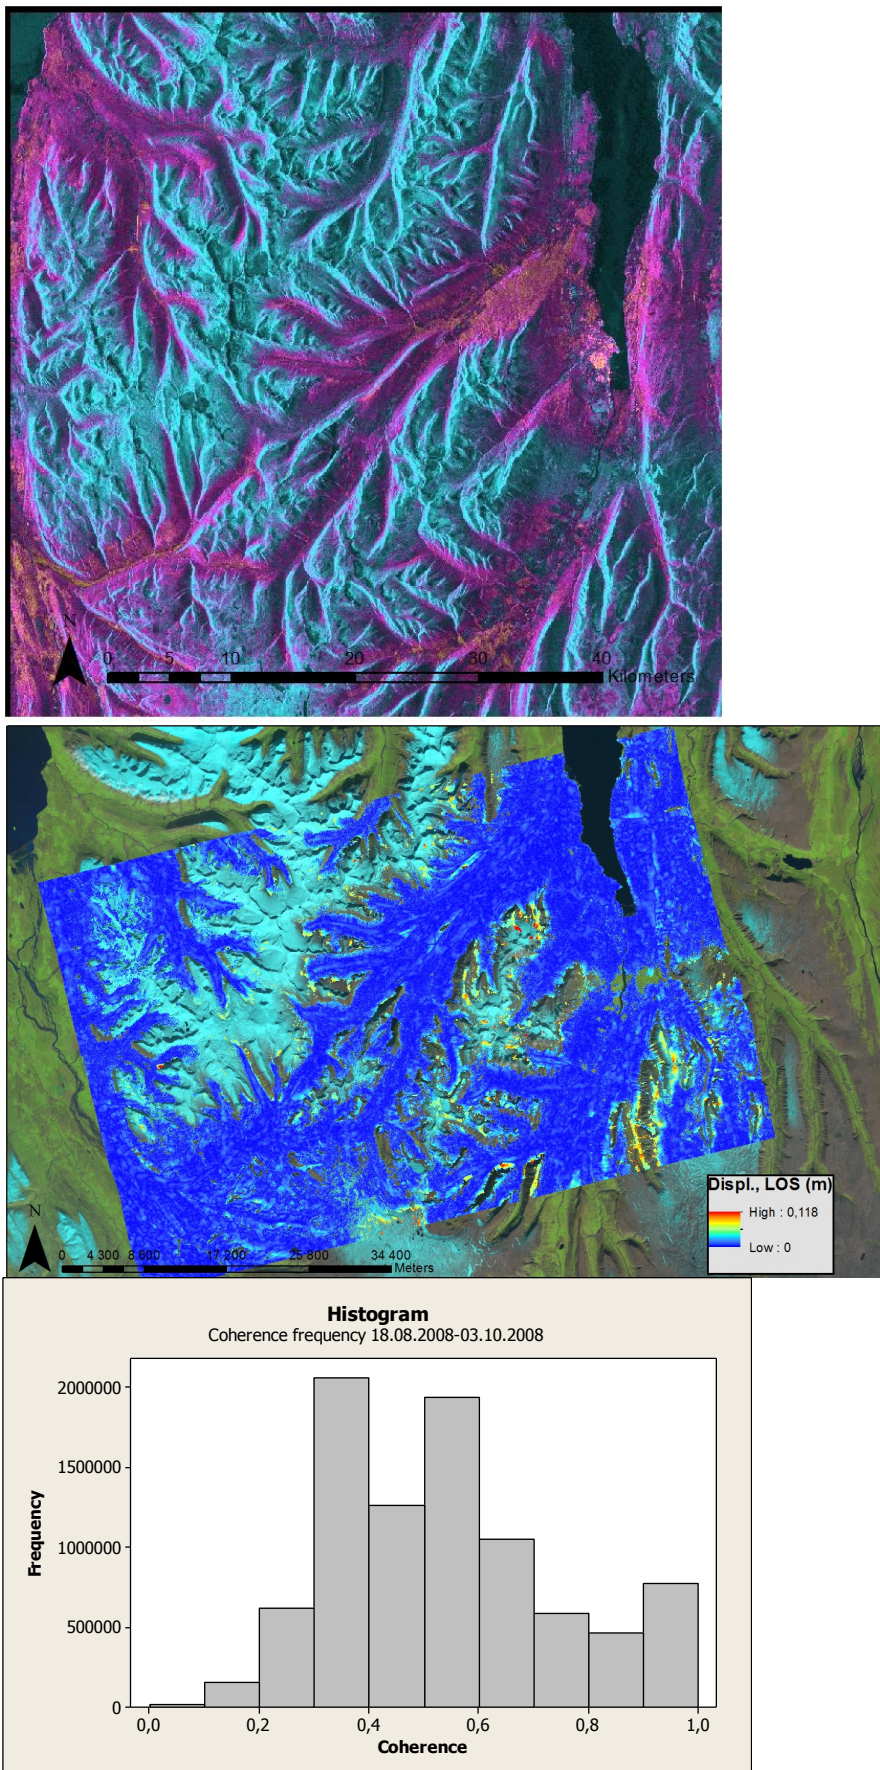 N
0 5 10 20 30 40
Kilometers
Displ., LOS (m)
High : 0,118
Low : 0
N
0 4 300 8 600 17 200 25 800 34 400
Meters
Histogram
Coherence frequency 18.08.2008-03.10.2008
2000000
1500000
1000000
500000
0
Frequency
0,0 0,2 0,4 0,6 0,8 1,0
Coherence